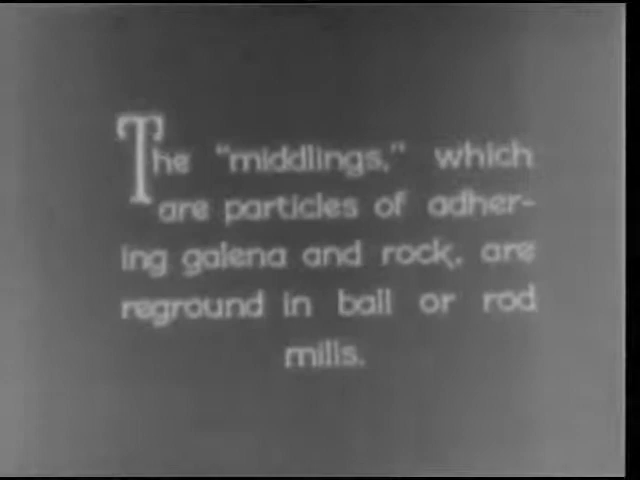 The "middlings," which
are particles of adher-
ing galena and rock, are
reground in ball or rod
mills.